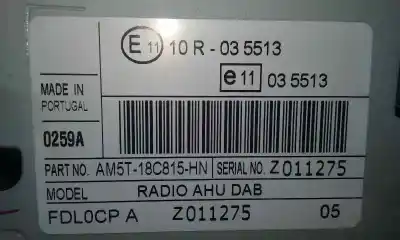 E 11 10 R - 03 5513
e 11 03 5513
MADE IN
PORTUGAL
0259A
PART NO. AM5T-18C815-HN SERIAL NO. Z011275
MODEL RADIO AHU DAB
FDL0CP A Z011275 05